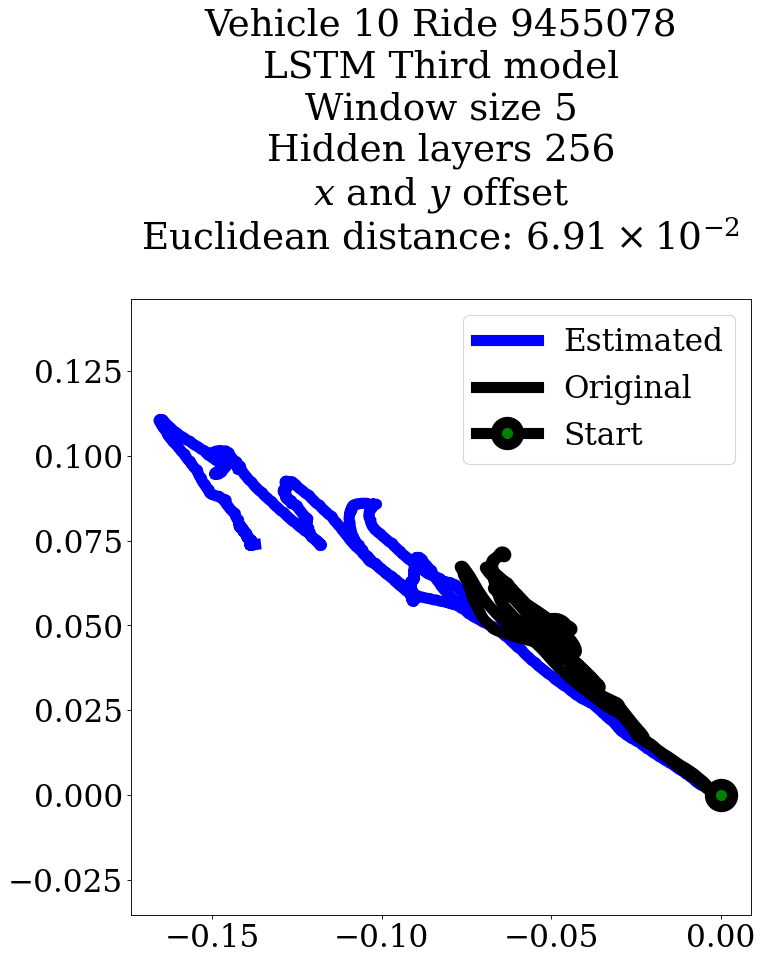 Vehicle 10 Ride 9455078
LSTM Third model
Window size 5
Hidden layers 256
x and y offset
Euclidean distance: 6.91 × 10⁻²
Estimated
Original
Start
0.125
0.100
0.075
0.050
0.025
0.000
−0.025
−0.15
−0.10
−0.05
0.00